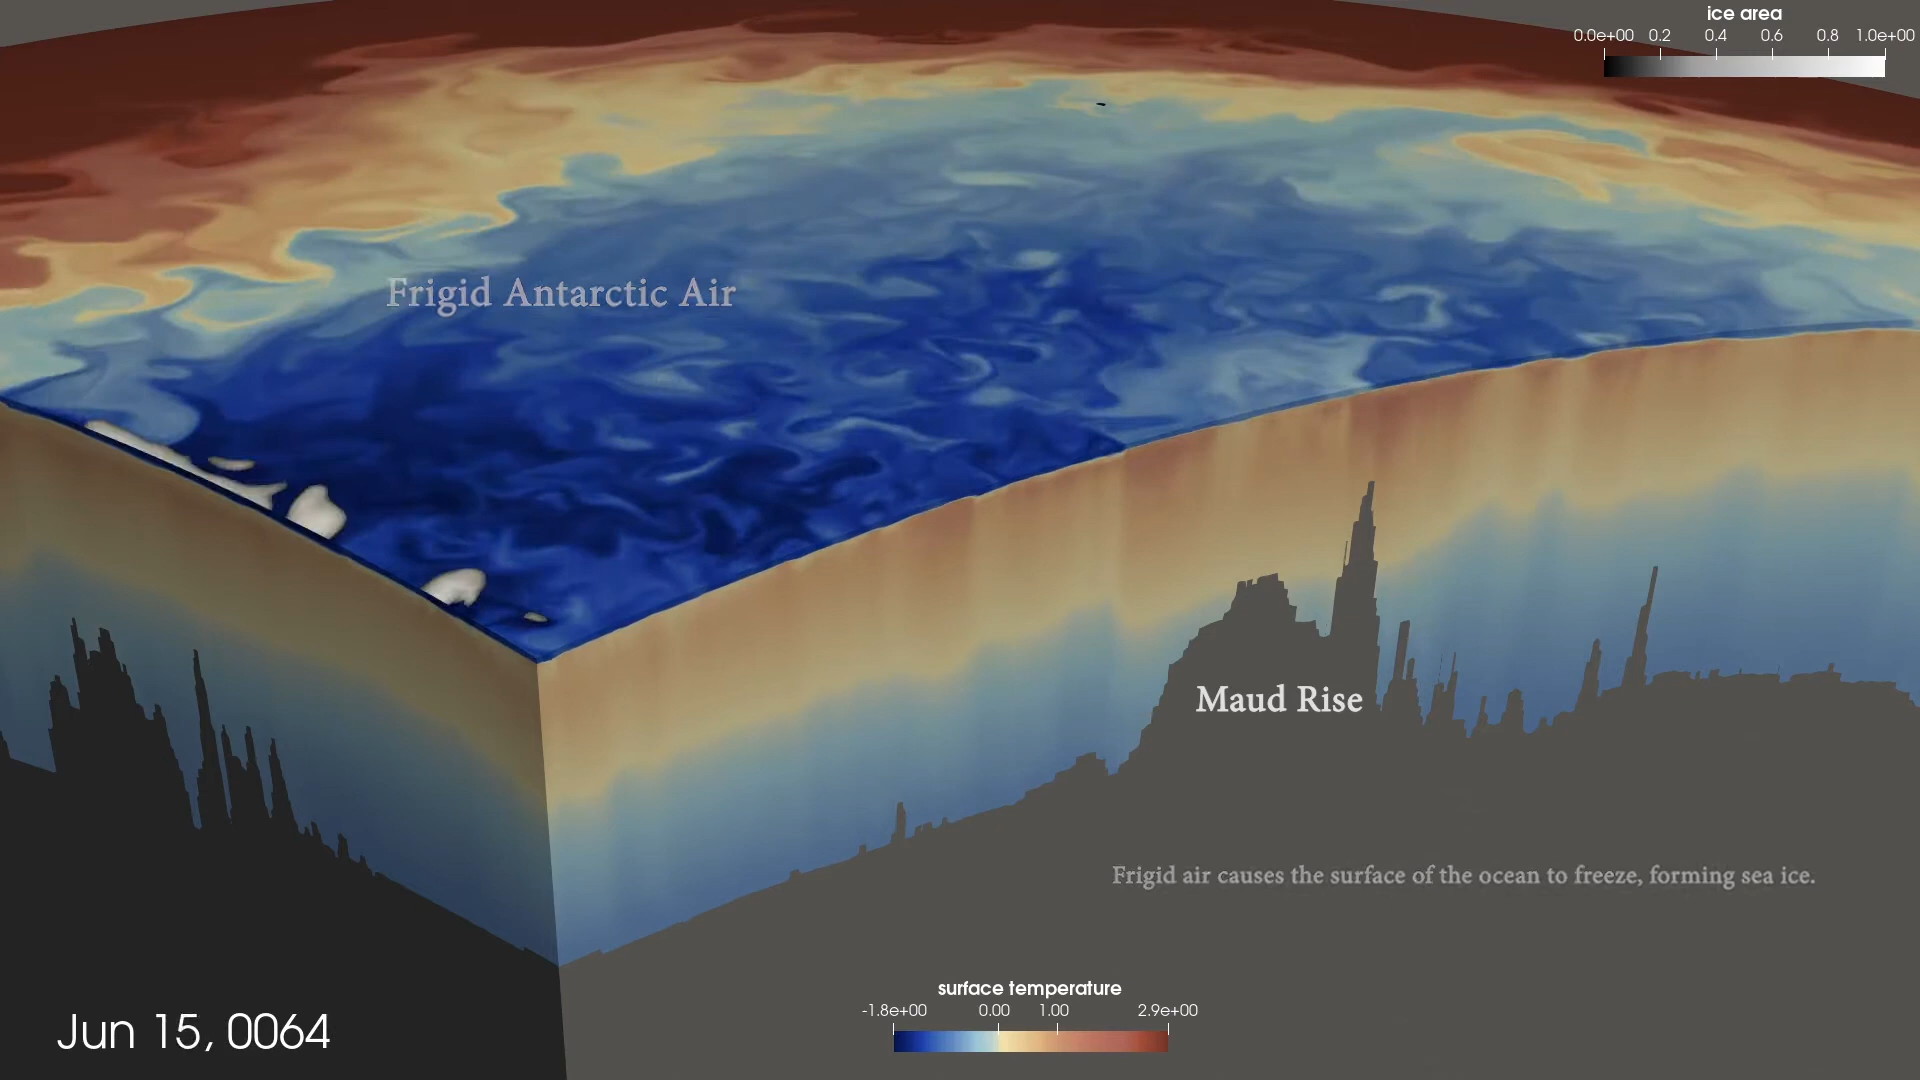 ice area
0.0e+00 0.2 0.4 0.6 0.8 1.0e+00
Frigid Antarctic Air
Maud Rise
Frigid air causes the surface of the ocean to freeze, forming sea ice.
surface temperature
-1.8e+00 0.00 1.00 2.9e+00
Jun 15, 0064